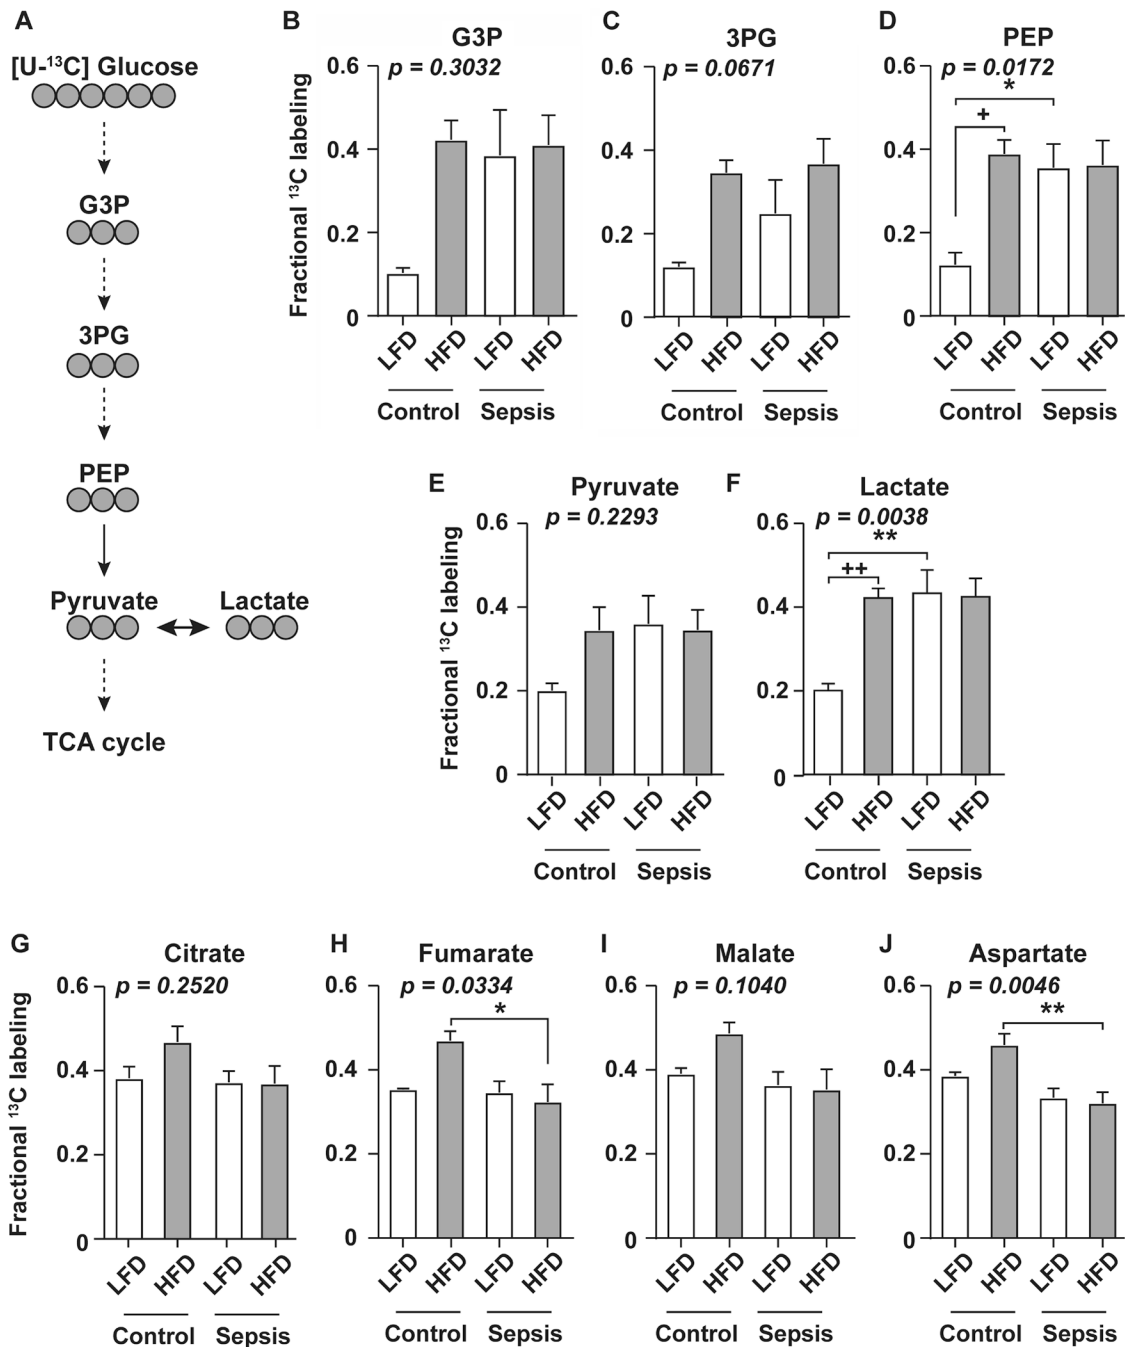 A
[U-¹³C] Glucose
G3P
3PG
PEP
Pyruvate
Lactate
TCA cycle
B
G3P
p = 0.3032
Fractional ¹³C labeling
0.6
0.4
0.2
0
LFD
HFD
LFD
HFD
Control
Sepsis
C
3PG
p = 0.0671
0.6
0.4
0.2
0
LFD
HFD
LFD
HFD
Control
Sepsis
D
PEP
p = 0.0172
*
+
0.6
0.4
0.2
0
LFD
HFD
LFD
HFD
Control
Sepsis
E
Pyruvate
p = 0.2293
Fractional ¹³C labeling
0.6
0.4
0.2
0
LFD
HFD
LFD
HFD
Control
Sepsis
F
Lactate
p = 0.0038
**
++
0.6
0.4
0.2
0
LFD
HFD
LFD
HFD
Control
Sepsis
G
Citrate
p = 0.2520
Fractional ¹³C labeling
0.6
0.4
0.2
0
LFD
HFD
LFD
HFD
Control
Sepsis
H
Fumarate
p = 0.0334
*
0.6
0.4
0.2
0
LFD
HFD
LFD
HFD
Control
Sepsis
I
Malate
p = 0.1040
0.6
0.4
0.2
0
LFD
HFD
LFD
HFD
Control
Sepsis
J
Aspartate
p = 0.0046
**
0.6
0.4
0.2
0
LFD
HFD
LFD
HFD
Control
Sepsis